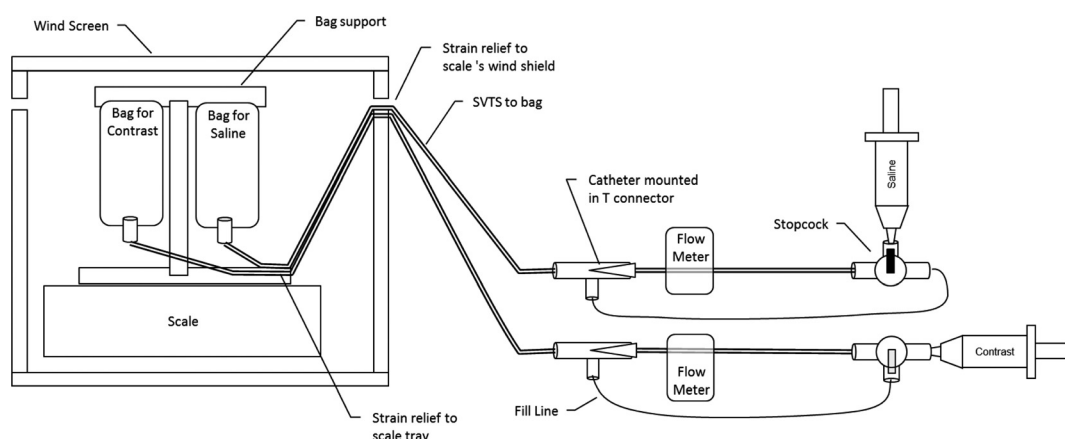 Wind Screen
Bag support
Strain relief to
scale 's wind shield
SVTS to bag
Bag for
Contrast
Bag for
Saline
Saline
Catheter mounted
in T connector
Stopcock
Flow
Meter
Scale
Contrast
Flow
Meter
Fill Line
Strain relief to
scale tray